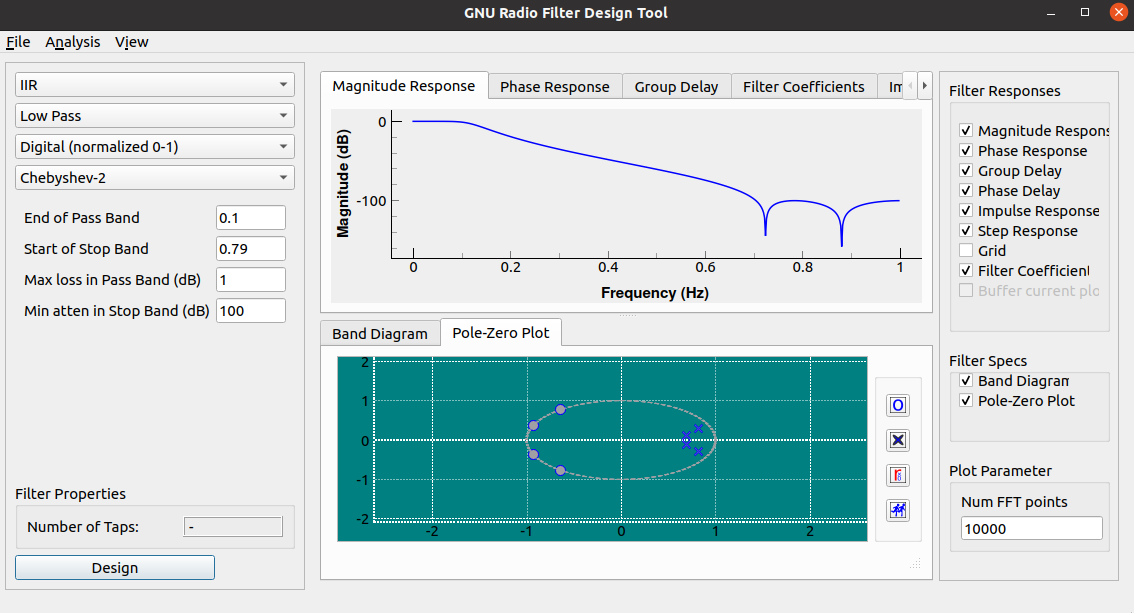 GNU Radio Filter Design Tool
File Analysis View
IIR
Low Pass
Digital (normalized 0-1)
Chebyshev-2
End of Pass Band 0.1
Start of Stop Band 0.79
Max loss in Pass Band (dB) 1
Min atten in Stop Band (dB) 100
Filter Properties
Number of Taps: -
Design
Magnitude Response Phase Response Group Delay Filter Coefficients Im
Magnitude (dB)
0
-100
0 0.2 0.4 0.6 0.8 1
Frequency (Hz)
Band Diagram Pole-Zero Plot
2
1
0
-1
-2
-2 -1 0 1 2
Filter Responses
Magnitude Respons
Phase Response
Group Delay
Phase Delay
Impulse Response
Step Response
Grid
Filter Coefficient
Buffer current plo
Filter Specs
Band Diagram
Pole-Zero Plot
Plot Parameter
Num FFT points
10000